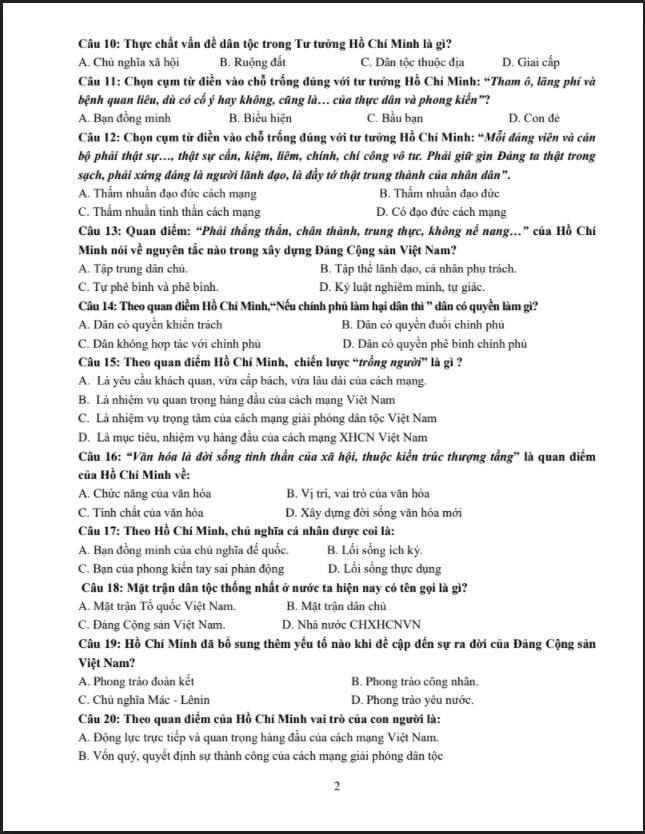 Câu 10: Thực chất vấn đề dân tộc trong Tư tưởng Hồ Chí Minh là gì?
A. Chủ nghĩa xã hội B. Ruộng đất C. Dân tộc thuộc địa D. Giai cấp
Câu 11: Chọn cụm từ điền vào chỗ trống đúng với tư tưởng Hồ Chí Minh: “Tham ô, lãng phí và
bệnh quan liêu, dù có cố ý hay không, cũng là… của thực dân và phong kiến”?
A. Bạn đồng minh B. Biểu hiện C. Bầu bạn D. Con đẻ
Câu 12: Chọn cụm từ điền vào chỗ trống đúng với tư tưởng Hồ Chí Minh: “Mỗi đảng viên và cán
bộ phải thật sự…, thật sự cần, kiệm, liêm, chính, chí công vô tư. Phải giữ gìn Đảng ta thật trong
sạch, phải xứng đáng là người lãnh đạo, là đầy tớ thật trung thành của nhân dân”.
A. Thấm nhuần đạo đức cách mạng B. Thấm nhuần đạo đức
C. Thấm nhuần tinh thần cách mạng D. Có đạo đức cách mạng
Câu 13: Quan điểm: “Phải thẳng thắn, chân thành, trung thực, không nể nang…” của Hồ Chí
Minh nói về nguyên tắc nào trong xây dựng Đảng Cộng sản Việt Nam?
A. Tập trung dân chủ. B. Tập thể lãnh đạo, cá nhân phụ trách.
C. Tự phê bình và phê bình. D. Kỷ luật nghiêm minh, tự giác.
Câu 14: Theo quan điểm Hồ Chí Minh,“Nếu chính phủ làm hại dân thì ” dân có quyền làm gì?
A. Dân có quyền khiển trách B. Dân có quyền đuổi chính phủ
C. Dân không hợp tác với chính phủ D. Dân có quyền phê bình chính phủ
Câu 15: Theo quan điểm Hồ Chí Minh, chiến lược “trồng người” là gì ?
A. Là yêu cầu khách quan, vừa cấp bách, vừa lâu dài của cách mạng.
B. Là nhiệm vụ quan trọng hàng đầu của cách mạng Việt Nam
C. Là nhiệm vụ trọng tâm của cách mạng giải phóng dân tộc Việt Nam
D. Là mục tiêu, nhiệm vụ hàng đầu của cách mạng XHCN Việt Nam
Câu 16: “Văn hóa là đời sống tinh thần của xã hội, thuộc kiến trúc thượng tầng” là quan điểm
của Hồ Chí Minh về:
A. Chức năng của văn hóa B. Vị trí, vai trò của văn hóa
C. Tính chất của văn hóa D. Xây dựng đời sống văn hóa mới
Câu 17: Theo Hồ Chí Minh, chủ nghĩa cá nhân được coi là:
A. Bạn đồng minh của chủ nghĩa đế quốc. B. Lối sống ích kỷ.
C. Bạn của phong kiến tay sai phản động D. Lối sống thực dụng
Câu 18: Mặt trận dân tộc thống nhất ở nước ta hiện nay có tên gọi là gì?
A. Mặt trận Tổ quốc Việt Nam. B. Mặt trận dân chủ
C. Đảng Cộng sản Việt Nam. D. Nhà nước CHXHCNVN
Câu 19: Hồ Chí Minh đã bổ sung thêm yếu tố nào khi đề cập đến sự ra đời của Đảng Cộng sản
Việt Nam?
A. Phong trào đoàn kết B. Phong trào công nhân.
C. Chủ nghĩa Mác - Lênin D. Phong trào yêu nước.
Câu 20: Theo quan điểm của Hồ Chí Minh vai trò của con người là:
A. Động lực trực tiếp và quan trọng hàng đầu của cách mạng Việt Nam.
B. Vốn quý, quyết định sự thành công của cách mạng giải phóng dân tộc
2